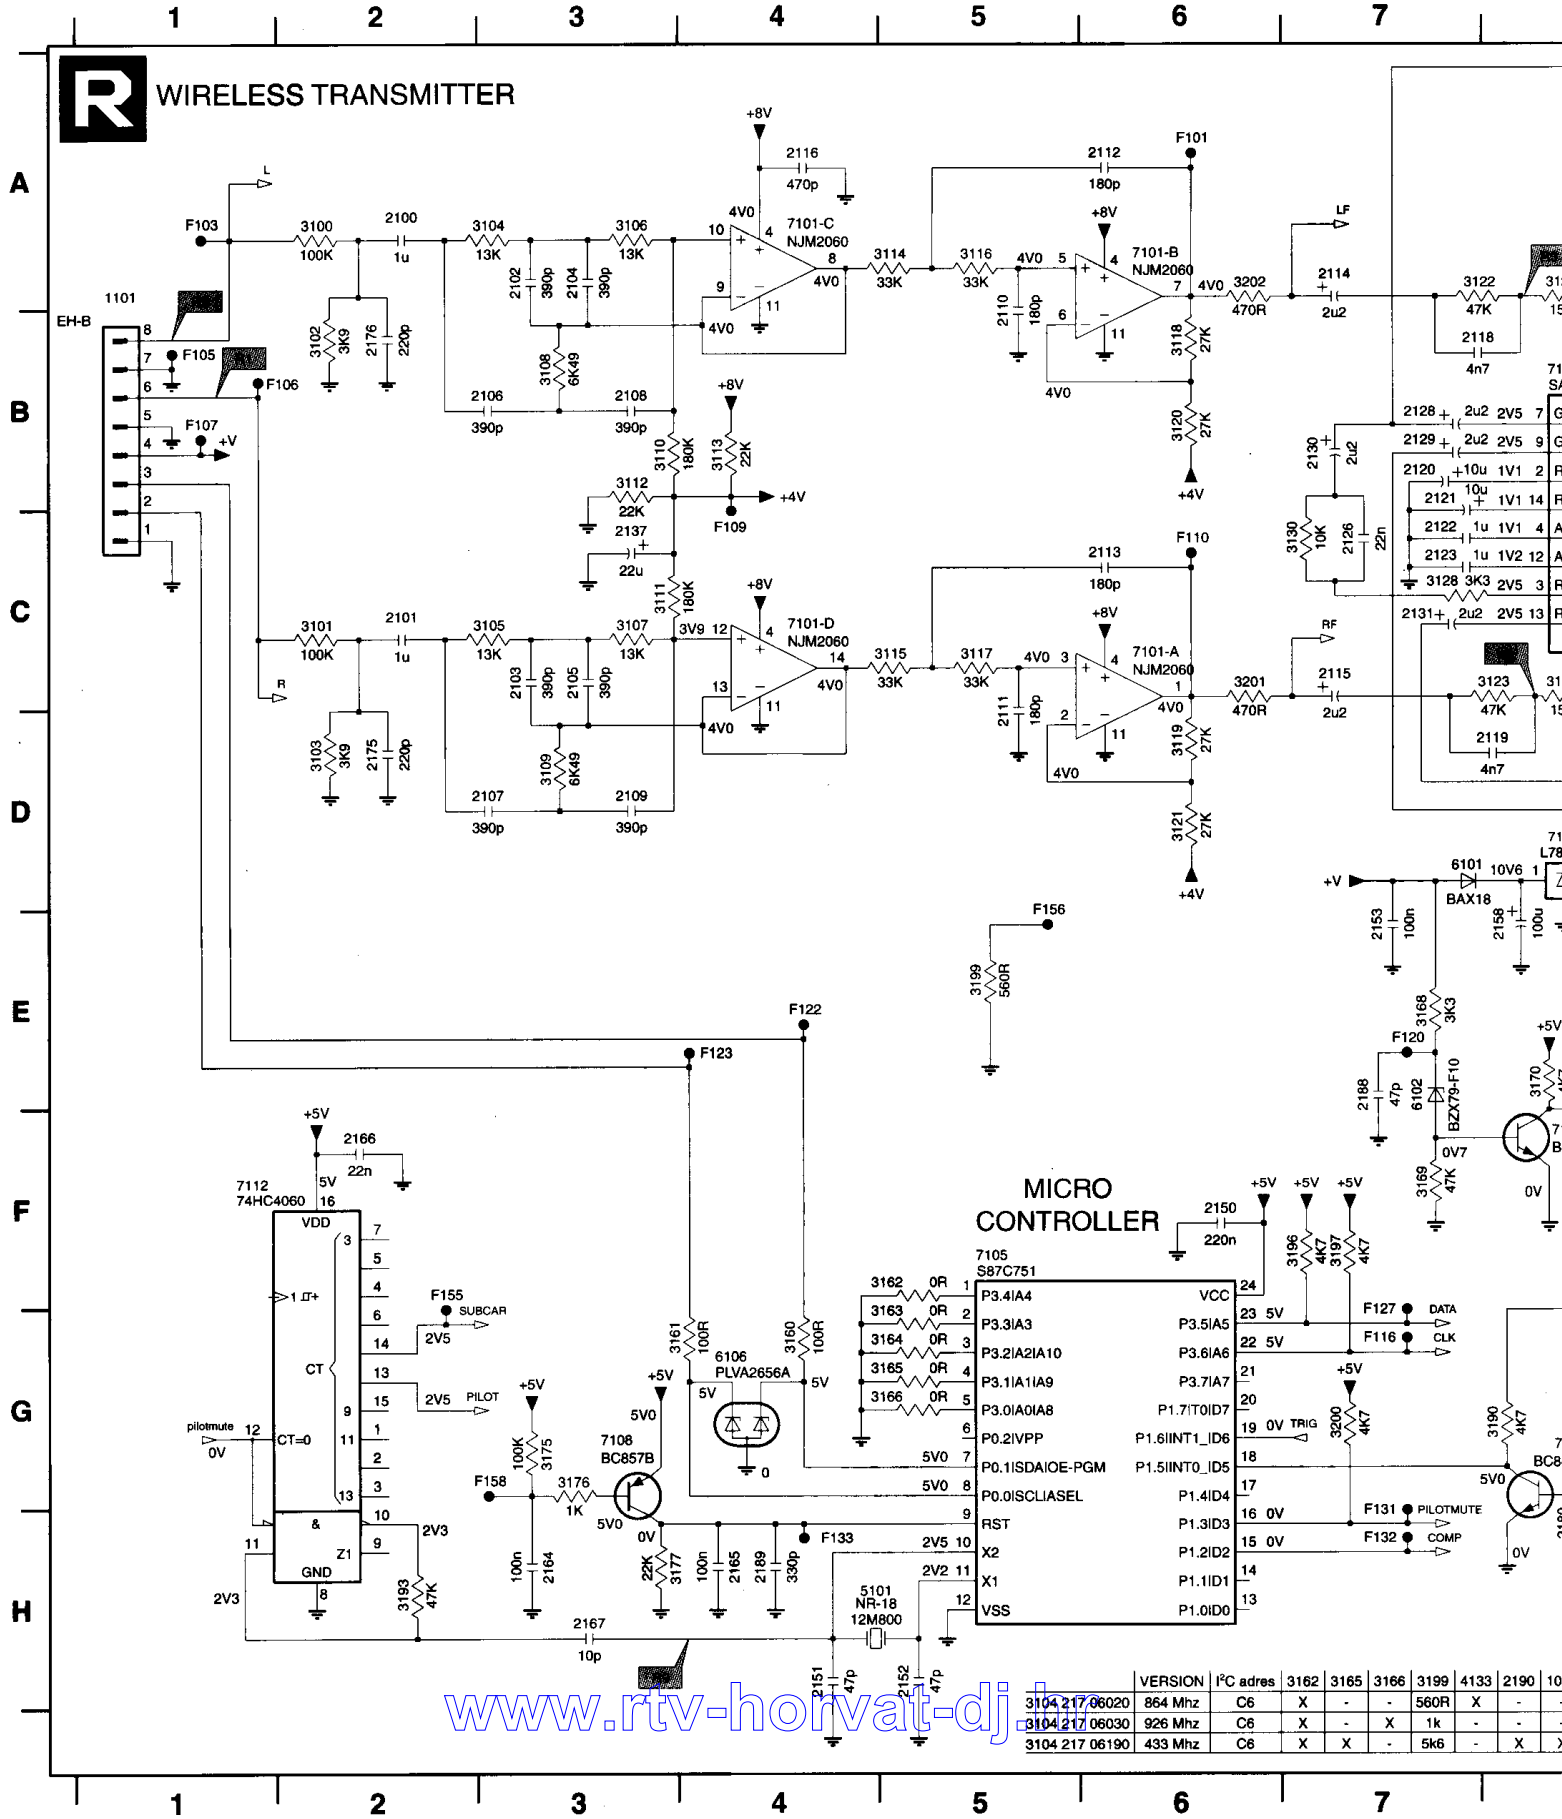 1 2 3 4 5 6 7
R WIRELESS TRANSMITTER
A
B
C
D
E
F
G
H
L
F103
3100
100K
2100
1u
3104
13K
2102
390p
2104
390p
3106
13K
+8V
2116
470p
4V0
10
4
7101-C
NJM2060
8
4V0
9
11
4V0
3114
33K
3116
33K
2112
180p
F101
+8V
4V0
5
4
7101-B
NJM2060
7
4V0
6
11
4V0
2110
180p
3202
470R
LF
2114
2u2
3122
47K
2118
4n7
1101
EH-B
8
7
6
5
4
3
2
1
F105
F106
F107
+V
3102
3K9
2176
220p
3108
6K49
2106
390p
2108
390p
3110
180K
+8V
3113
22K
3112
22K
+4V
F109
2137
22u
3111
180K
3118
27K
3120
27K
+4V
2130
2u2
3130
10K
2126
22n
2128 2u2 2V5 7
2129 2u2 2V5 9
2120 10u 1V1 2
2121 10u 1V1 14
2122 1u 1V1 4
2123 1u 1V2 12
3128 3K3 2V5 3
2131 2u2 2V5 13
R
3101
100K
2101
1u
3105
13K
2103
390p
2105
390p
3107
13K
3V9 12
+8V
4
7101-D
NJM2060
14
4V0
13
11
4V0
3115
33K
3117
33K
2113
180p
F110
+8V
4V0
3
4
7101-A
NJM2060
1
4V0
2
11
4V0
2111
180p
3201
470R
RF
2115
2u2
3123
47K
2119
4n7
3103
3K9
2175
220p
3109
6K49
2107
390p
2109
390p
3119
27K
3121
27K
+4V
+V
6101
BAX18
10V6 1
L78
2153
100n
2158
100u
F156
3199
560R
F122
F123
3168
3K3
F120
2188
47p
6102
BZX79-F10
+5V
3170
0V7
3169
47K
0V
+5V
2166
22n
5V
7112
74HC4060
16
VDD
3
7
5
4
6
14
13
15
1
2
3
CT
9
11
13
F155
SUBCAR
2V5
2V5
PILOT
pilotmute
0V
12
CT=0
&
10
2V3
11
Z1
9
GND
8
2V3
3193
47K
+5V
100K
3175
F158
3176
1K
5V0
7108
BC857B
+5V
5V0
0V
100n
2164
22K
3177
100n
2165
2189
330p
F133
3161
100R
3160
100R
6106
PLVA2656A
5V
5V
0
2167
10p
5101
NR-18
12M800
2151
47p
2152
47p
MICRO
CONTROLLER
7105
S87C751
3162 0R 1 P3.4IA4
3163 0R 2 P3.3IA3
3164 0R 3 P3.2IA2IA10
3165 0R 4 P3.1IA1IA9
3166 0R 5 P3.0IA0IA8
6 P0.2IVPP
5V0 7 P0.1ISDAIOE-PGM
5V0 8 P0.0ISCLIASEL
9 RST
2V5 10 X2
2V2 11 X1
12 VSS
2150
220n
+5V
+5V
+5V
3196
4K7
3197
4K7
VCC 24
P3.5IA5 23 5V F127 DATA
P3.6IA6 22 5V F116 CLK
P3.7IA7 21
P1.7IT0ID7 20
P1.6IINT1_ID6 19 0V TRIG
P1.5IINT0_ID5 18
P1.4ID4 17
P1.3ID3 16 0V F131 PILOTMUTE
P1.2ID2 15 0V F132 COMP
P1.1ID1 14
P1.0ID0 13
+5V
3200
4K7
3190
4K7
5V0
0V
VERSION I²C adres 3162 3165 3166 3199 4133 2190 10
3104 217 06020 864 Mhz C6 X - - 560R X -
3104 217 06030 926 Mhz C6 X - X 1k - -
3104 217 06190 433 Mhz C6 X X - 5k6 - X
www.rtv-horvat-dj.hr
1 2 3 4 5 6 7